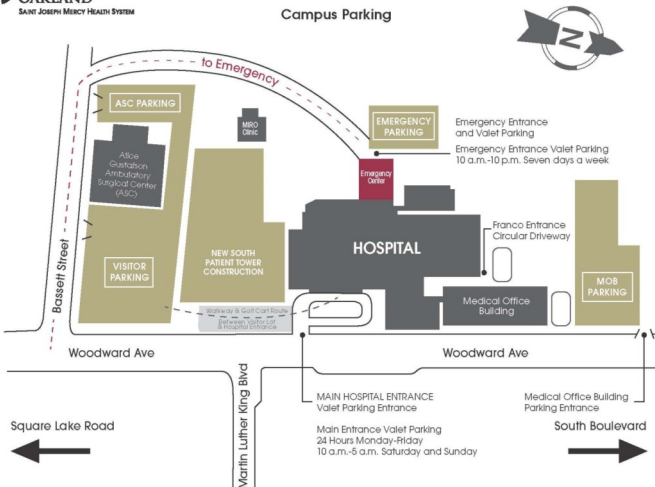 OAKLAND
SAINT JOSEPH MERCY HEALTH SYSTEM
Campus Parking
N
to Emergency
ASC PARKING
MIRO
Clinic
EMERGENCY
PARKING
Emergency Entrance
and Valet Parking
Emergency Entrance Valet Parking
10 a.m.-10 p.m. Seven days a week
Alice
Gustafson
Ambulatory
Surgical Center
(ASC)
Emergency
Center
Bassett Street
VISITOR
PARKING
NEW SOUTH
PATIENT TOWER
CONSTRUCTION
HOSPITAL
Franco Entrance
Circular Driveway
MOB
PARKING
Medical Office
Building
Walkway & Golf Cart Route
Between Visitor Lot
& Hospital Entrance
Woodward Ave
Woodward Ave
Martin Luther King Blvd
MAIN HOSPITAL ENTRANCE
Valet Parking Entrance
Main Entrance Valet Parking
24 Hours Monday-Friday
10 a.m.-5 a.m. Saturday and Sunday
Medical Office Building
Parking Entrance
Square Lake Road
South Boulevard